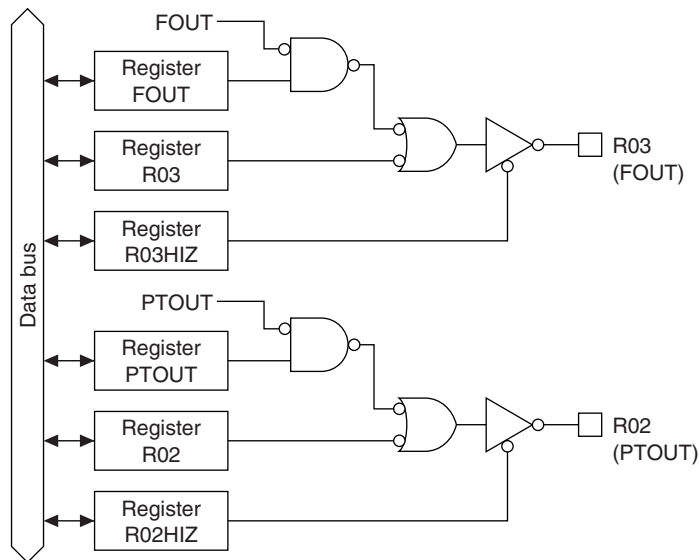 FOUT
Register
FOUT
Register
R03
R03
(FOUT)
Register
R03HIZ
Data bus
PTOUT
Register
PTOUT
Register
R02
R02
(PTOUT)
Register
R02HIZ